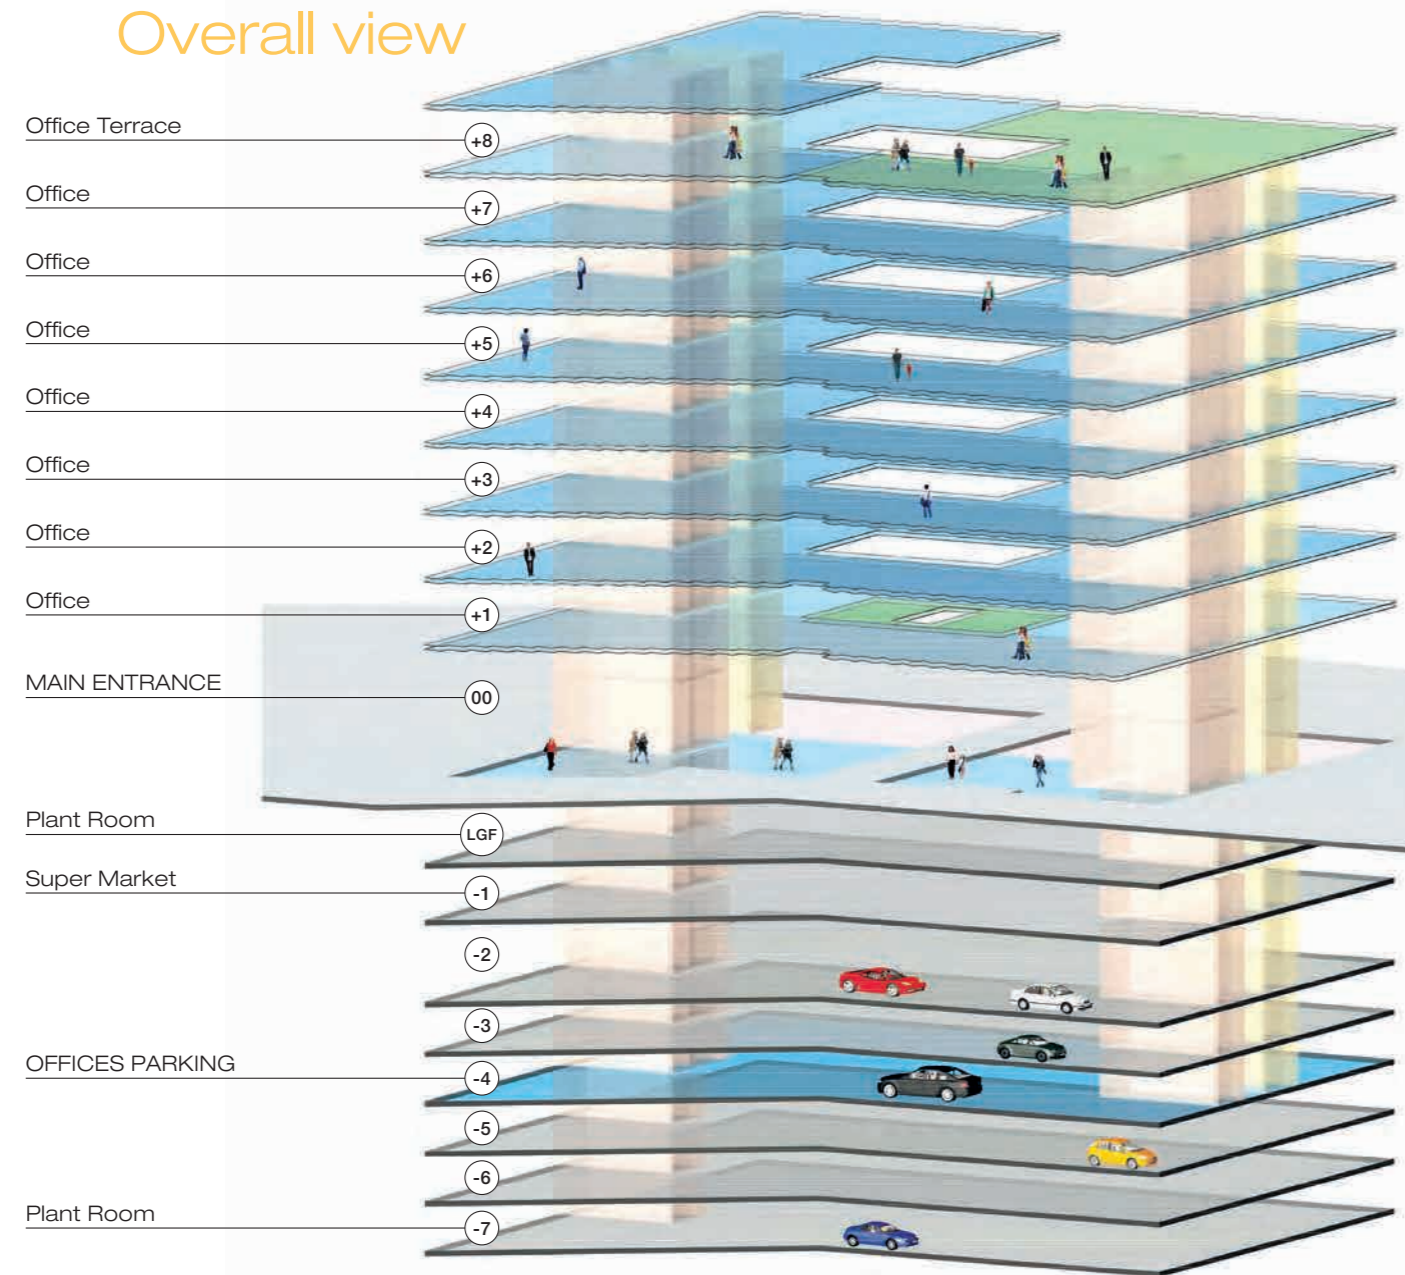 Overall view
Office Terrace +8
Office +7
Office +6
Office +5
Office +4
Office +3
Office +2
Office +1
MAIN ENTRANCE 00
Plant Room LGF
Super Market -1
-2
-3
OFFICES PARKING -4
-5
-6
Plant Room -7